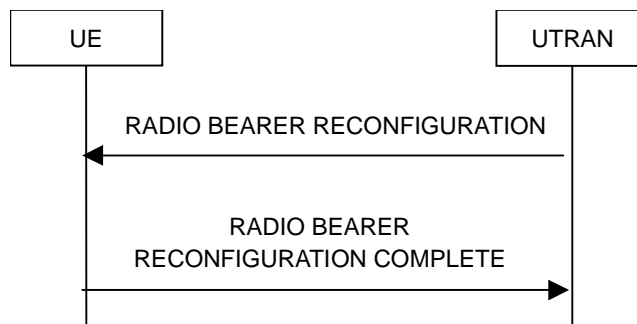 UE
UTRAN
RADIO BEARER RECONFIGURATION
RADIO BEARER
RECONFIGURATION COMPLETE